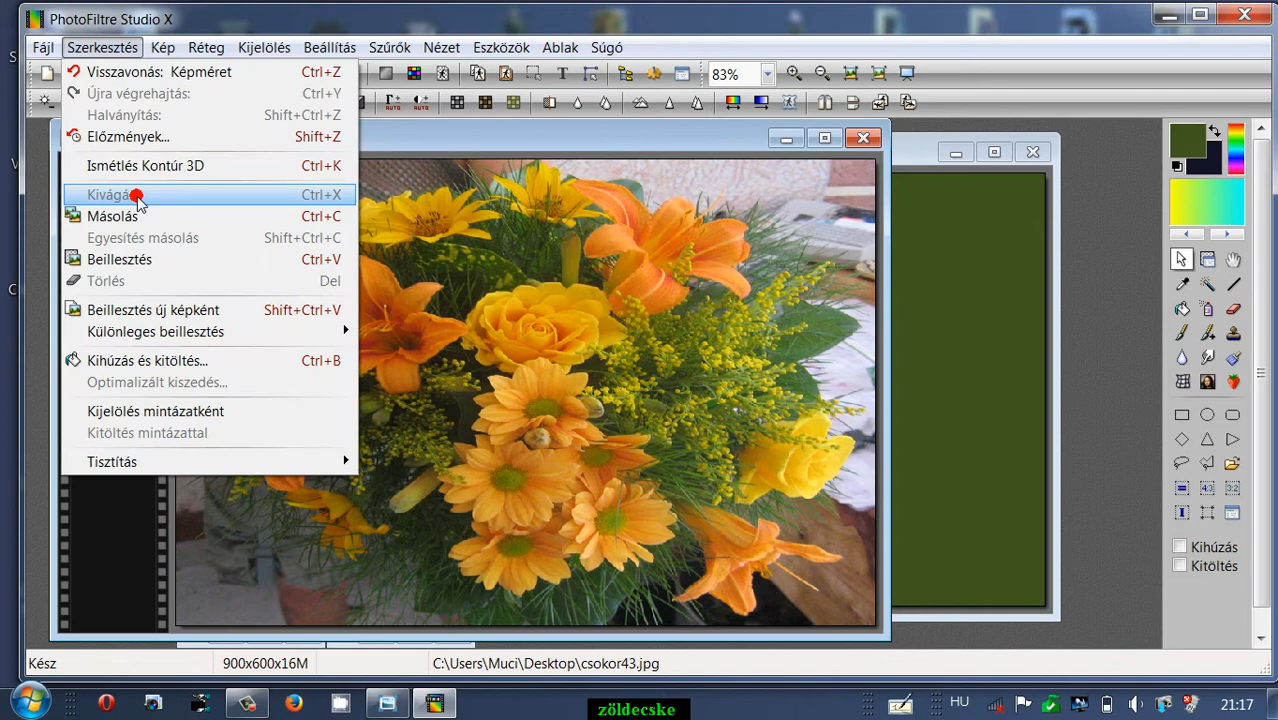 PhotoFiltre Studio X
Fájl Szerkesztés Kép Réteg Kijelölés Beállítás Szűrők Nézet Eszközök Ablak Súgó
Visszavonás: Képméret Ctrl+Z
83%
Újra végrehajtás: Ctrl+Y
Halványítás: Shift+Ctrl+Z
Előzmények... Shift+Z
Ismétlés Kontúr 3D Ctrl+K
Ctrl+X
Másolás Ctrl+C
Egyesítés másolás Shift+Ctrl+C
Beillesztés Ctrl+V
Törlés Del
Beillesztés új képként Shift+Ctrl+V
Különleges beillesztés
Kihúzás és kitöltés... Ctrl+B
Optimalizált kiszedés...
Kijelölés mintázatként
Kitöltés mintázattal
Tisztítás
Kihúzás
Kitöltés
Kész 900x600x16M C:\Users\Muci\Desktop\csokor43.jpg
zöldecske
HU
21:17